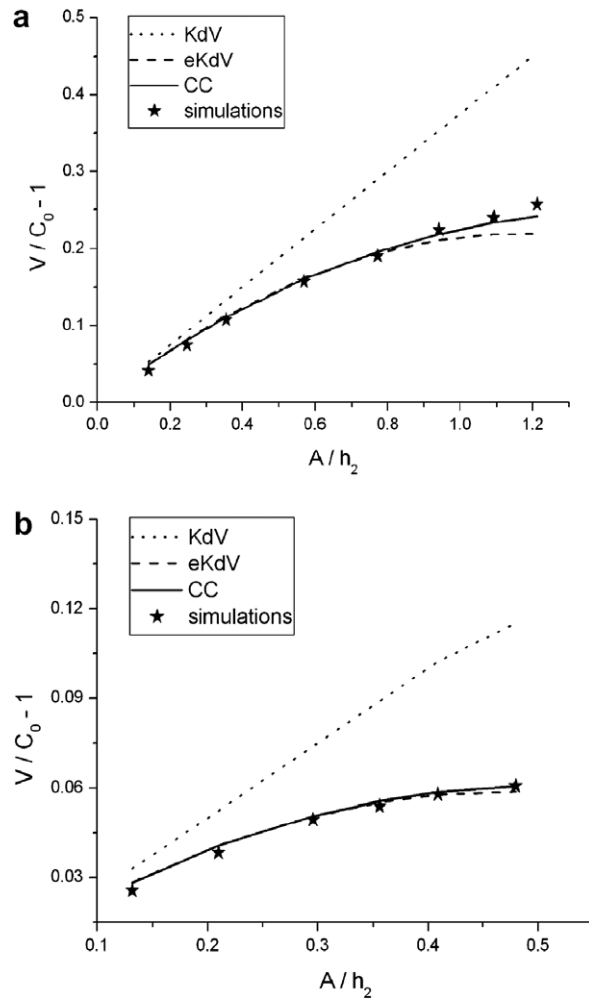 a
KdV
eKdV
CC
simulations
0.5
0.4
0.3
0.2
0.1
0.0
V / C₀ - 1
0.0 0.2 0.4 0.6 0.8 1.0 1.2
A / h₂
b
KdV
eKdV
CC
simulations
0.15
0.12
0.09
0.06
0.03
V / C₀ - 1
0.1 0.2 0.3 0.4 0.5
A / h₂